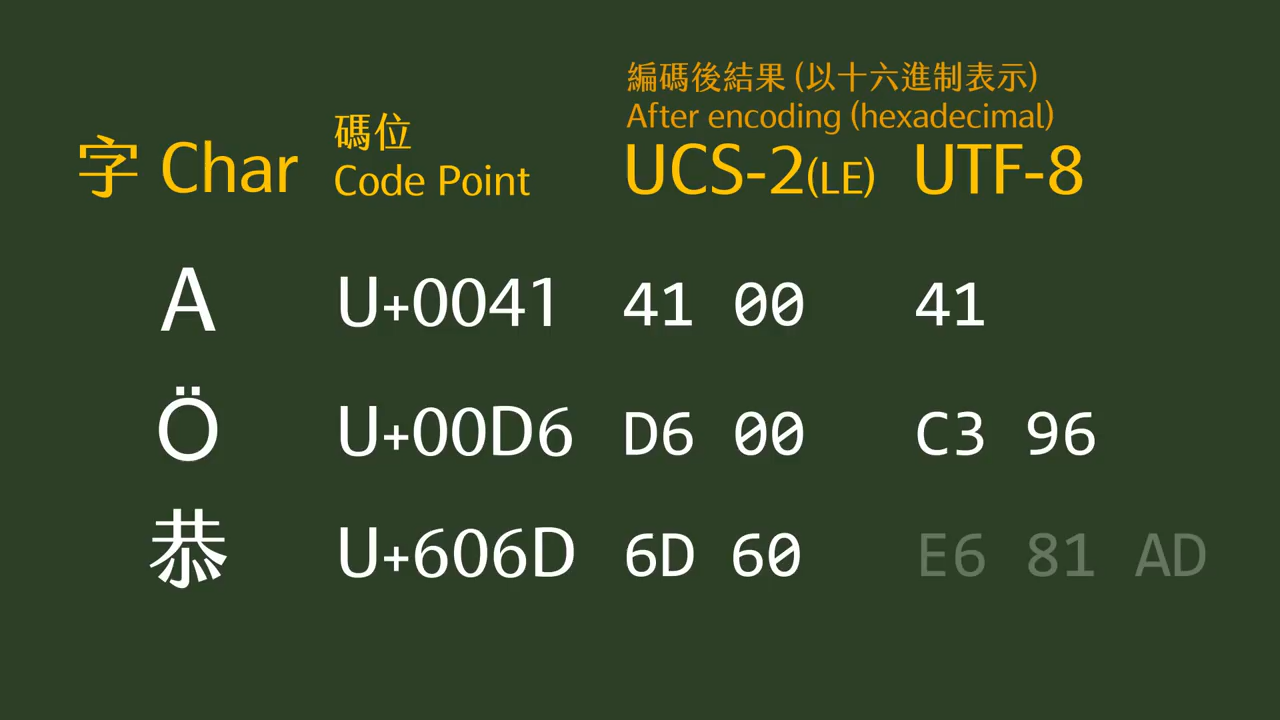 編碼後結果 (以十六進制表示)
After encoding (hexadecimal)
字 Char 碼位 Code Point UCS-2(LE) UTF-8
A U+0041 41 00 41
Ö U+00D6 D6 00 C3 96
恭 U+606D 6D 60 E6 81 AD